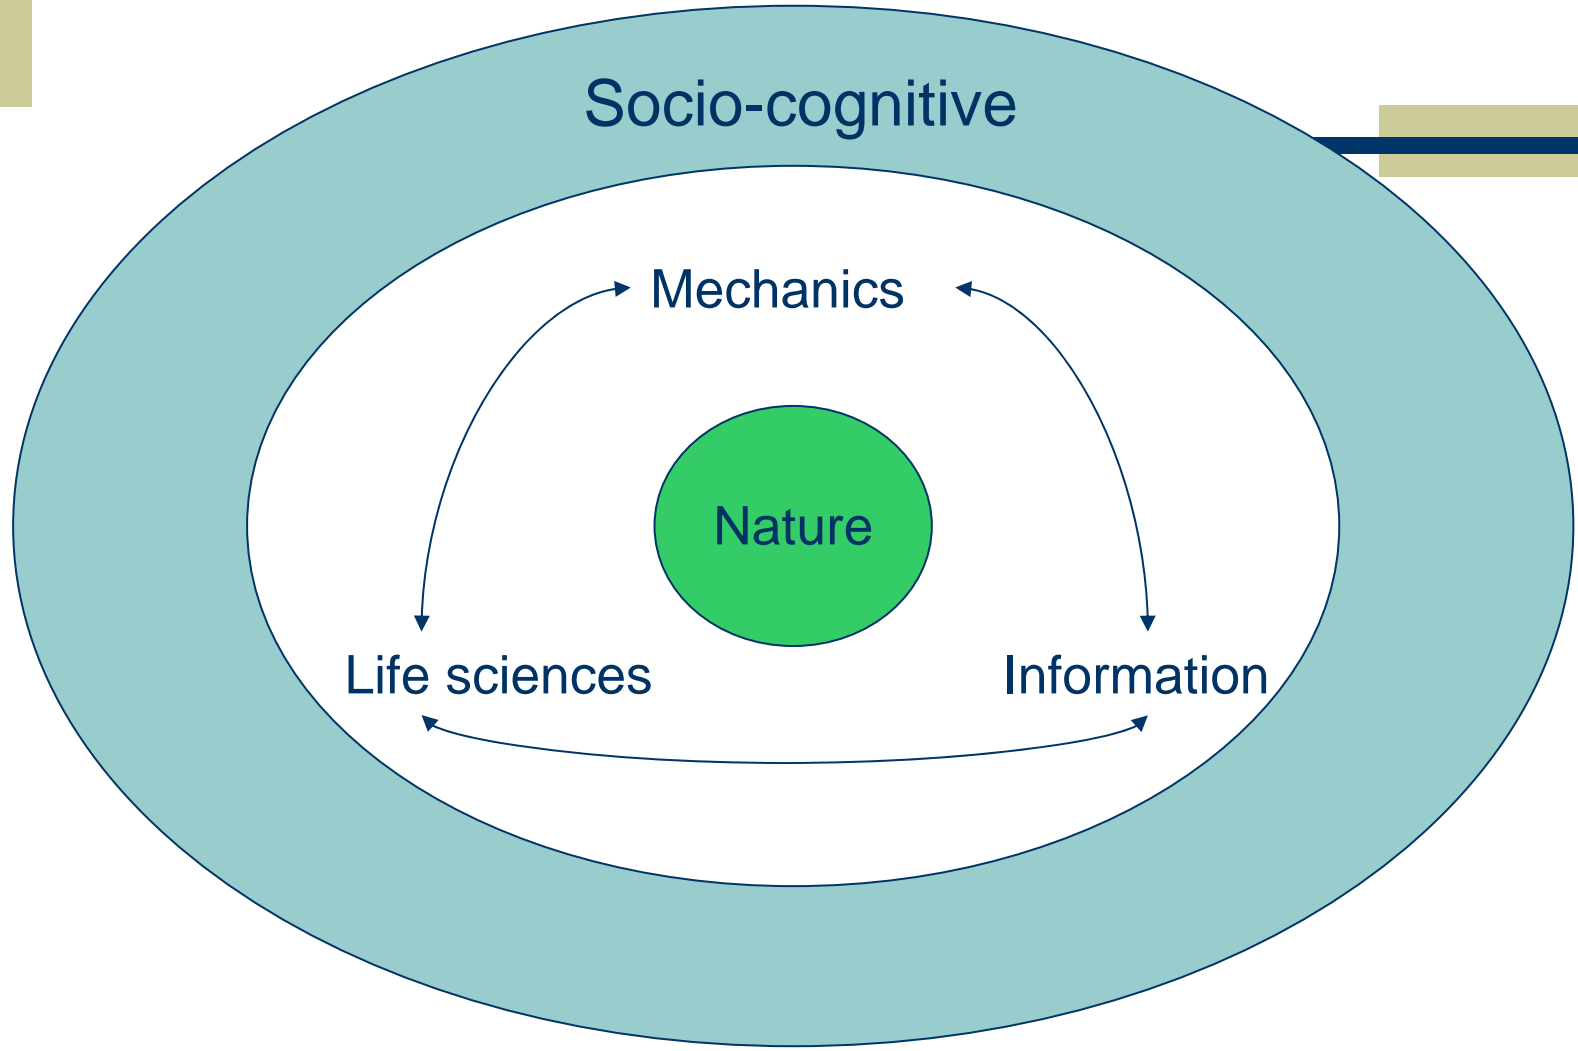 Socio-cognitive
Mechanics
Nature
Life sciences
Information